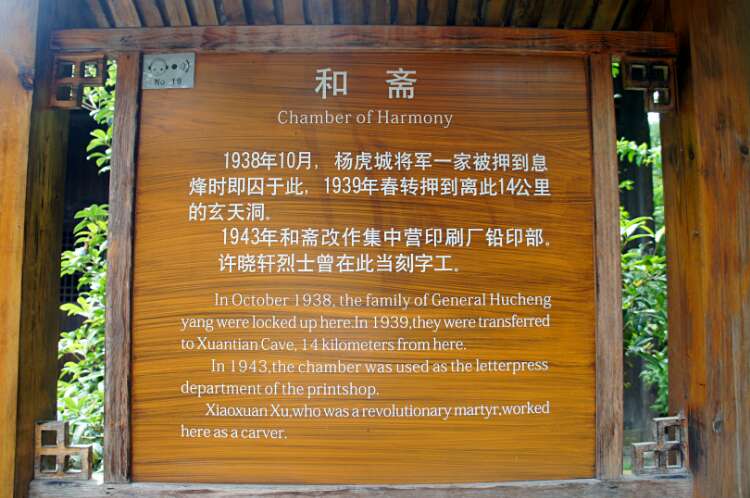 No 10
和斋
Chamber of Harmony
1938年10月，杨虎城将军一家被押到息
烽时即囚于此，1939年春转押到离此14公里
的玄天洞。
1943年和斋改作集中营印刷厂铅印部。
许晓轩烈士曾在此当刻字工。
In October 1938, the family of General Hucheng
yang were locked up here.In 1939,they were transferred
to Xuantian Cave, 14 kilometers from here.
In 1943,the chamber was used as the letterpress
department of the printshop.
Xiaoxuan Xu,who was a revolutionary martyr,worked
here as a carver.